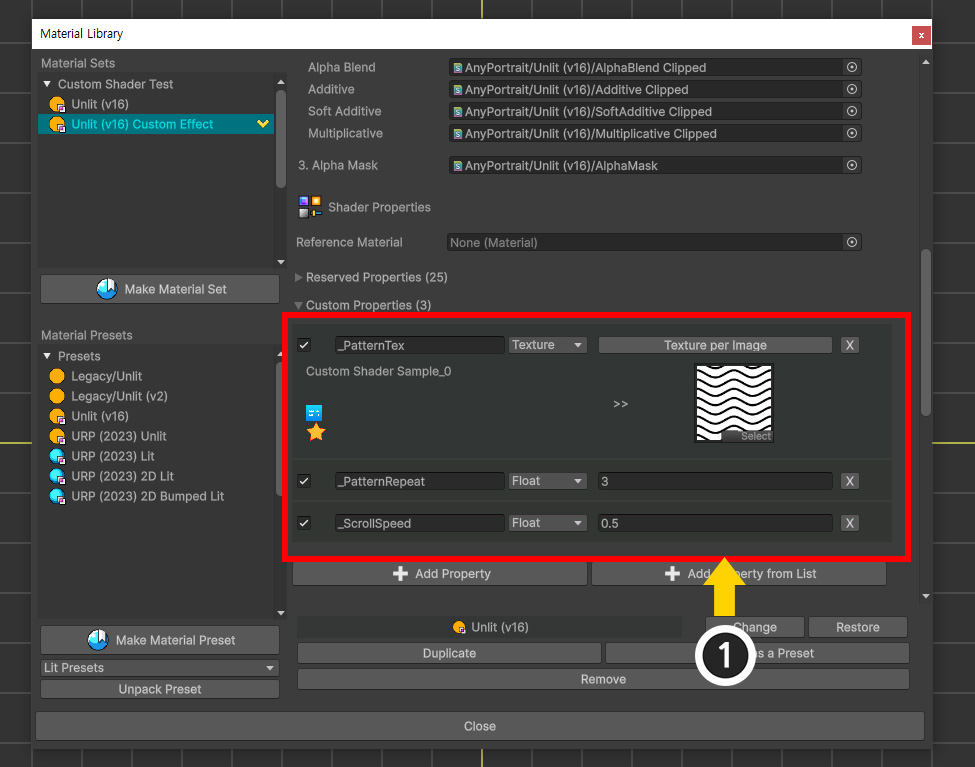 Material Library
x
Material Sets
Custom Shader Test
Unlit (v16)
Unlit (v16) Custom Effect
Make Material Set
Material Presets
Presets
Legacy/Unlit
Legacy/Unlit (v2)
Unlit (v16)
URP (2023) Unlit
URP (2023) Lit
URP (2023) 2D Lit
URP (2023) 2D Bumped Lit
Make Material Preset
Lit Presets
Unpack Preset
Alpha Blend AnyPortrait/Unlit (v16)/AlphaBlend Clipped
Additive AnyPortrait/Unlit (v16)/Additive Clipped
Soft Additive AnyPortrait/Unlit (v16)/SoftAdditive Clipped
Multiplicative AnyPortrait/Unlit (v16)/Multiplicative Clipped
3. Alpha Mask AnyPortrait/Unlit (v16)/AlphaMask
Shader Properties
Reference Material None (Material)
Reserved Properties (25)
Custom Properties (3)
_PatternTex Texture Texture per Image X
Custom Shader Sample_0
>>
Select
_PatternRepeat Float 3 X
_ScrollSpeed Float 0.5 X
Add Property Add Property from List
Unlit (v16) Change Restore
Duplicate as a Preset
1
Remove
Close